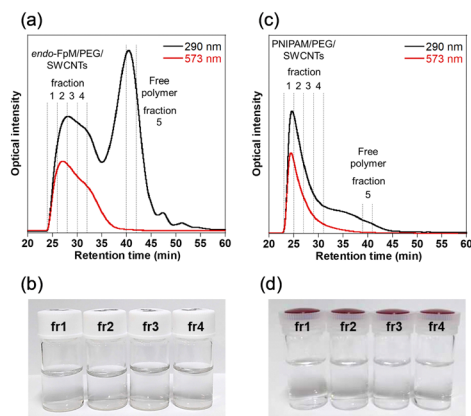 (a)
endo-FpM/PEG/
SWCNTs
290 nm
573 nm
fraction
1 2 3 4
Free
polymer
fraction
5
Optical intensity
20 25 30 35 40 45 50 55 60
Retention time (min)
(c)
PNIPAM/PEG/
SWCNTs
290 nm
573 nm
fraction
1 2 3 4
Free
polymer
fraction
5
Optical intensity
20 25 30 35 40 45 50 55 60
Retention time (min)
(b)
fr1 fr2 fr3 fr4
(d)
fr1 fr2 fr3 fr4